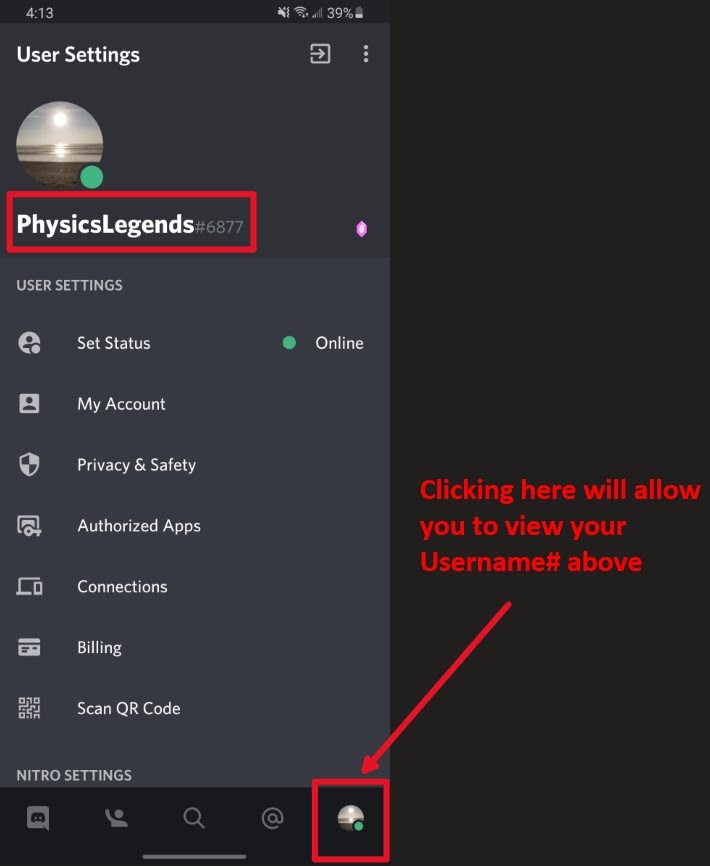 4:13 39%
User Settings
PhysicsLegends#6877
USER SETTINGS
Set Status Online
My Account
Privacy & Safety
Authorized Apps
Connections
Billing
Scan QR Code
NITRO SETTINGS
Clicking here will allow
you to view your
Username# above